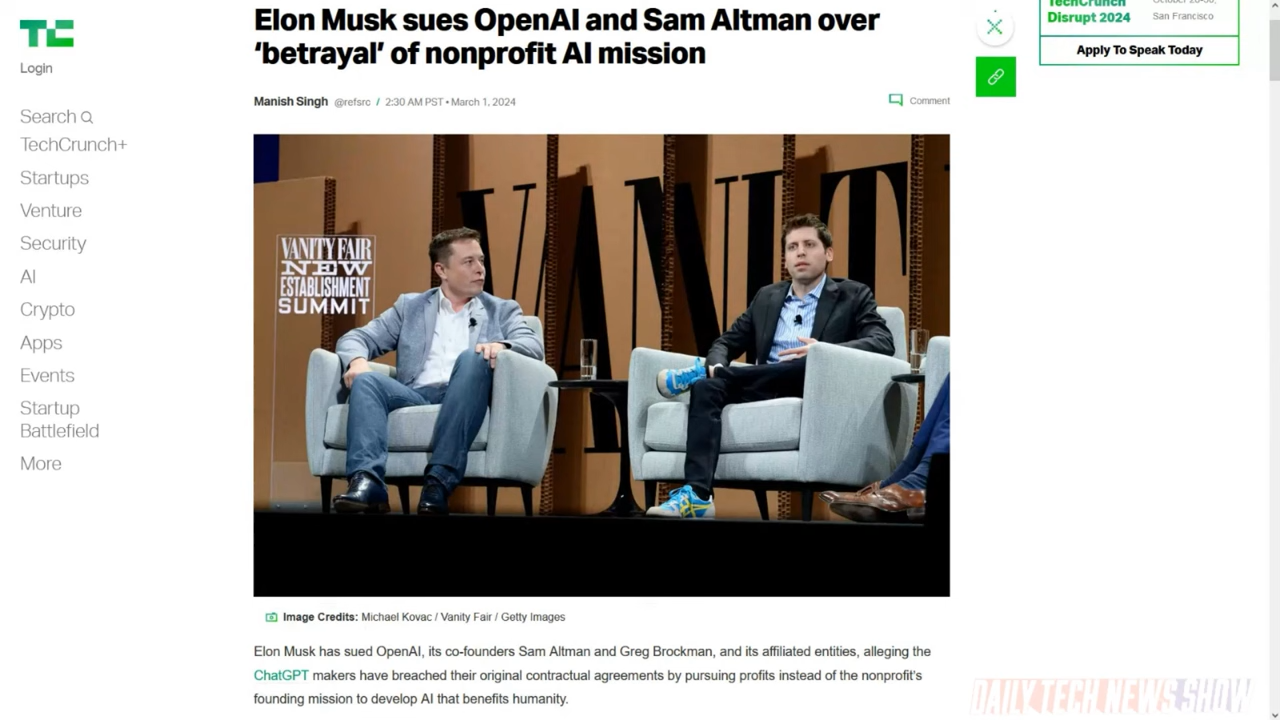 Elon Musk sues OpenAI and Sam Altman over
‘betrayal’ of nonprofit AI mission
TechCrunch
Disrupt 2024
San Francisco
Apply To Speak Today
TC
Login
Manish Singh @refsrc / 2:30 AM PST • March 1, 2024
Comment
Search
TechCrunch+
Startups
Venture
Security
AI
Crypto
Apps
Events
Startup
Battlefield
More
VANITY FAIR
NEW
ESTABLISHMENT
SUMMIT
VANIT
Image Credits: Michael Kovac / Vanity Fair / Getty Images
Elon Musk has sued OpenAI, its co-founders Sam Altman and Greg Brockman, and its affiliated entities, alleging the
ChatGPT makers have breached their original contractual agreements by pursuing profits instead of the nonprofit's
founding mission to develop AI that benefits humanity.
DAILY TECH NEWS SHOW